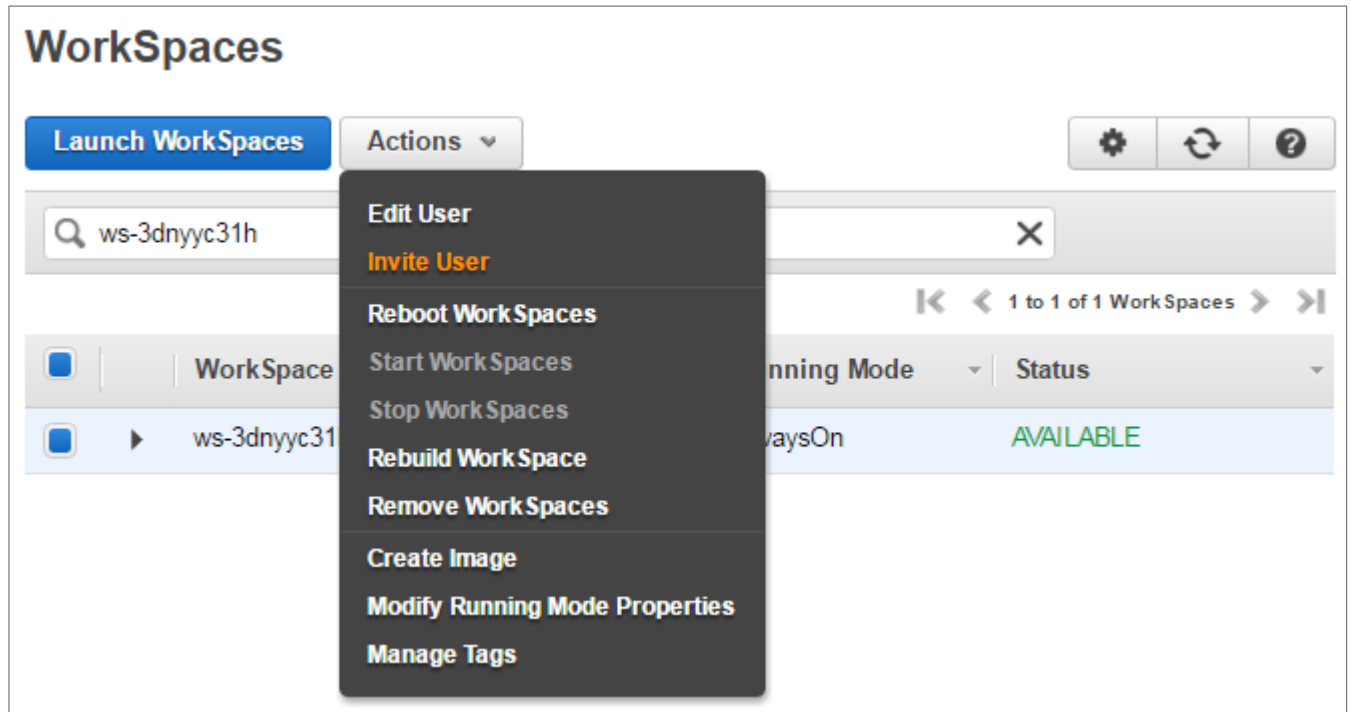 WorkSpaces
Launch WorkSpaces Actions
ws-3dnyyc31h
Edit User
Invite User
1 to 1 of 1 WorkSpaces
Reboot WorkSpaces
WorkSpace nning Mode Status
Start WorkSpaces
Stop WorkSpaces
ws-3dnyyc31 waysOn AVAILABLE
Rebuild WorkSpace
Remove WorkSpaces
Create Image
Modify Running Mode Properties
Manage Tags